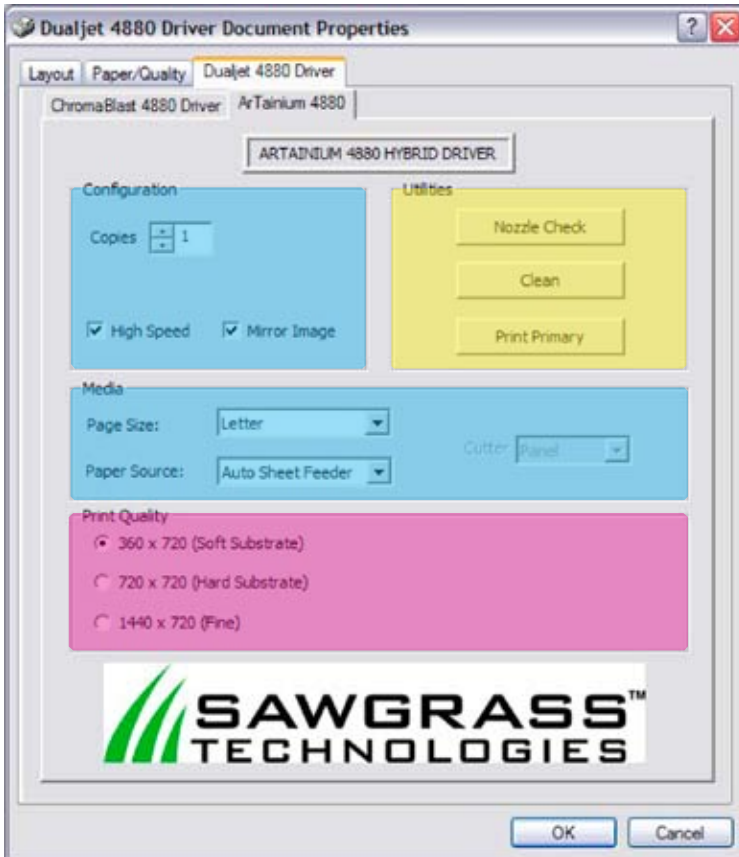 Dualjet 4880 Driver Document Properties
Layout Paper/Quality Dualjet 4880 Driver
ChromaBlast 4880 Driver ArTainium 4880
ARTAINIUM 4880 HYBRID DRIVER
Configuration Utilities
Copies 1 Nozzle Check
Clean
High Speed Mirror Image Print Primary
Media
Page Size: Letter
Cutter Panel
Paper Source: Auto Sheet Feeder
Print Quality
360 x 720 (Soft Substrate)
720 x 720 (Hard Substrate)
1440 x 720 (Fine)
SAWGRASS™
TECHNOLOGIES
OK Cancel